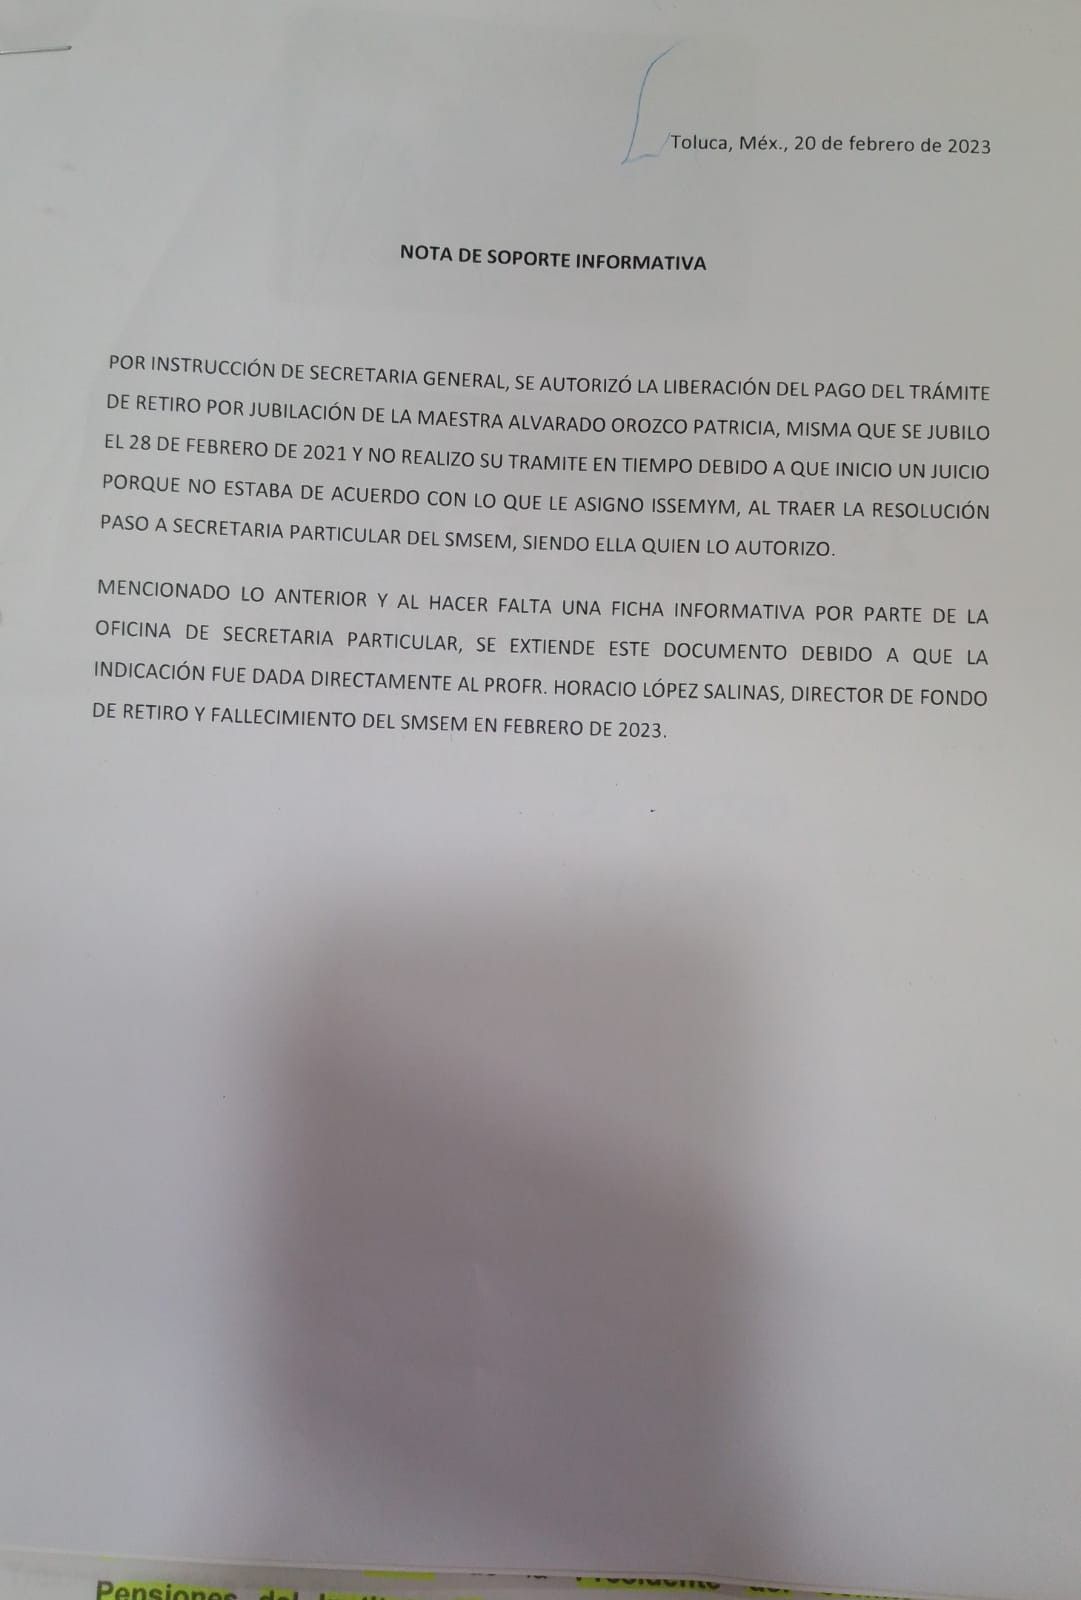 Toluca, Méx., 20 de febrero de 2023
NOTA DE SOPORTE INFORMATIVA
POR INSTRUCCIÓN DE SECRETARIA GENERAL, SE AUTORIZÓ LA LIBERACIÓN DEL PAGO DEL TRÁMITE
DE RETIRO POR JUBILACIÓN DE LA MAESTRA ALVARADO OROZCO PATRICIA, MISMA QUE SE JUBILO
EL 28 DE FEBRERO DE 2021 Y NO REALIZO SU TRAMITE EN TIEMPO DEBIDO A QUE INICIO UN JUICIO
PORQUE NO ESTABA DE ACUERDO CON LO QUE LE ASIGNO ISSEMYM, AL TRAER LA RESOLUCIÓN
PASO A SECRETARIA PARTICULAR DEL SMSEM, SIENDO ELLA QUIEN LO AUTORIZO.
MENCIONADO LO ANTERIOR Y AL HACER FALTA UNA FICHA INFORMATIVA POR PARTE DE LA
OFICINA DE SECRETARIA PARTICULAR, SE EXTIENDE ESTE DOCUMENTO DEBIDO A QUE LA
INDICACIÓN FUE DADA DIRECTAMENTE AL PROFR. HORACIO LÓPEZ SALINAS, DIRECTOR DE FONDO
DE RETIRO Y FALLECIMIENTO DEL SMSEM EN FEBRERO DE 2023.
Presidente
Pensiones del